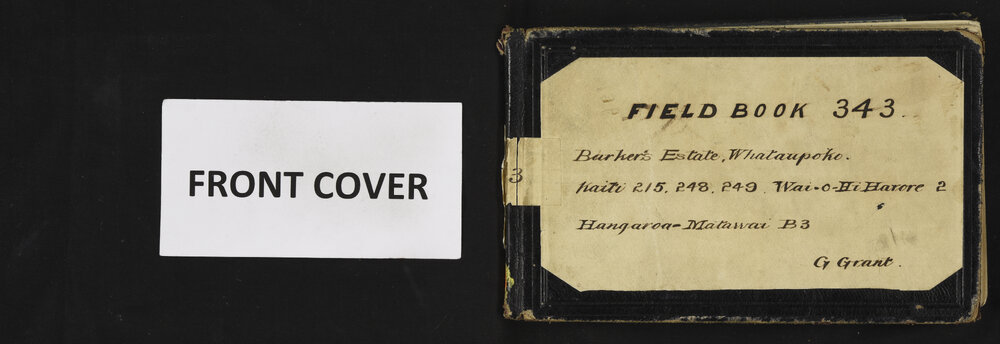 FRONT COVER
FIELD BOOK 343.
Barker's Estate, Whataupoko.
Kaiti 215, 248, 249. Wai-o-Hi Harore 2
Hangaroa-Matawai B3
G Grant.
3